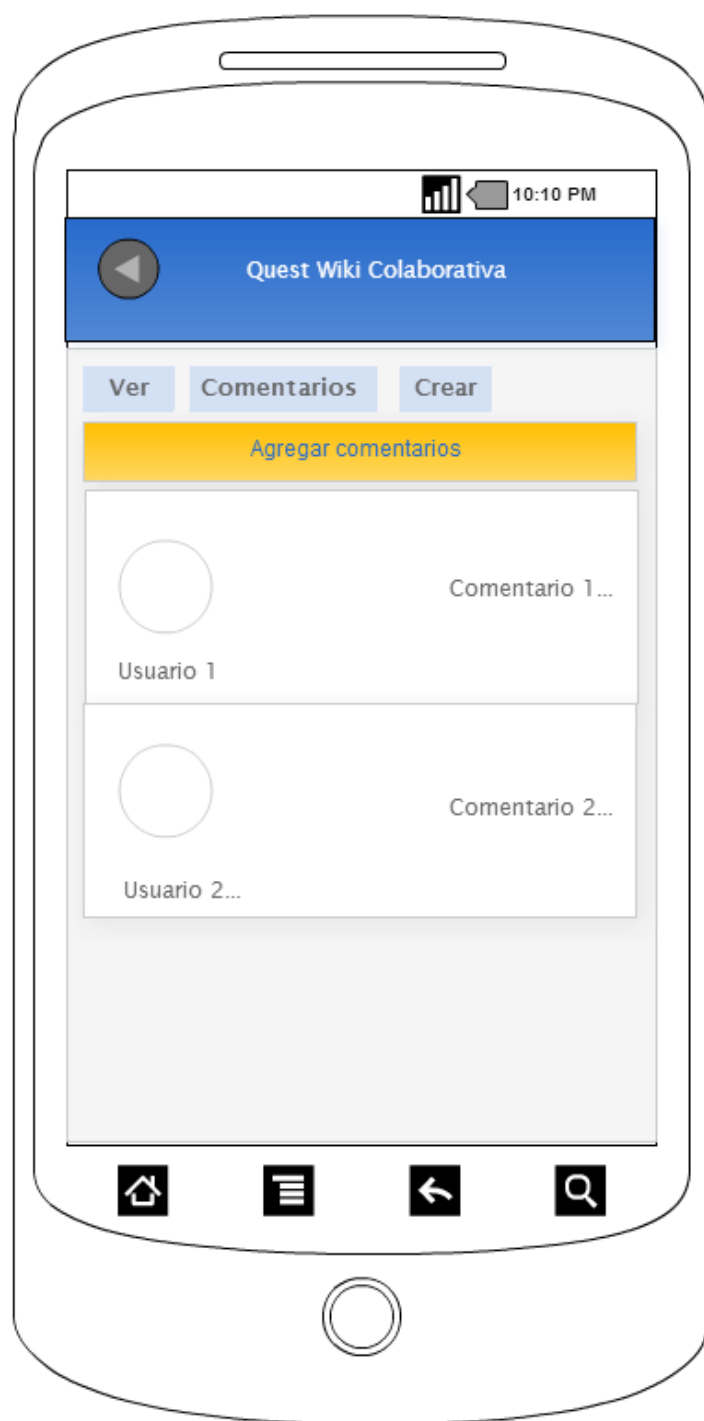 10:10 PM
Quest Wiki Colaborativa
Ver Comentarios Crear
Agregar comentarios
Comentario 1...
Usuario 1
Comentario 2...
Usuario 2...